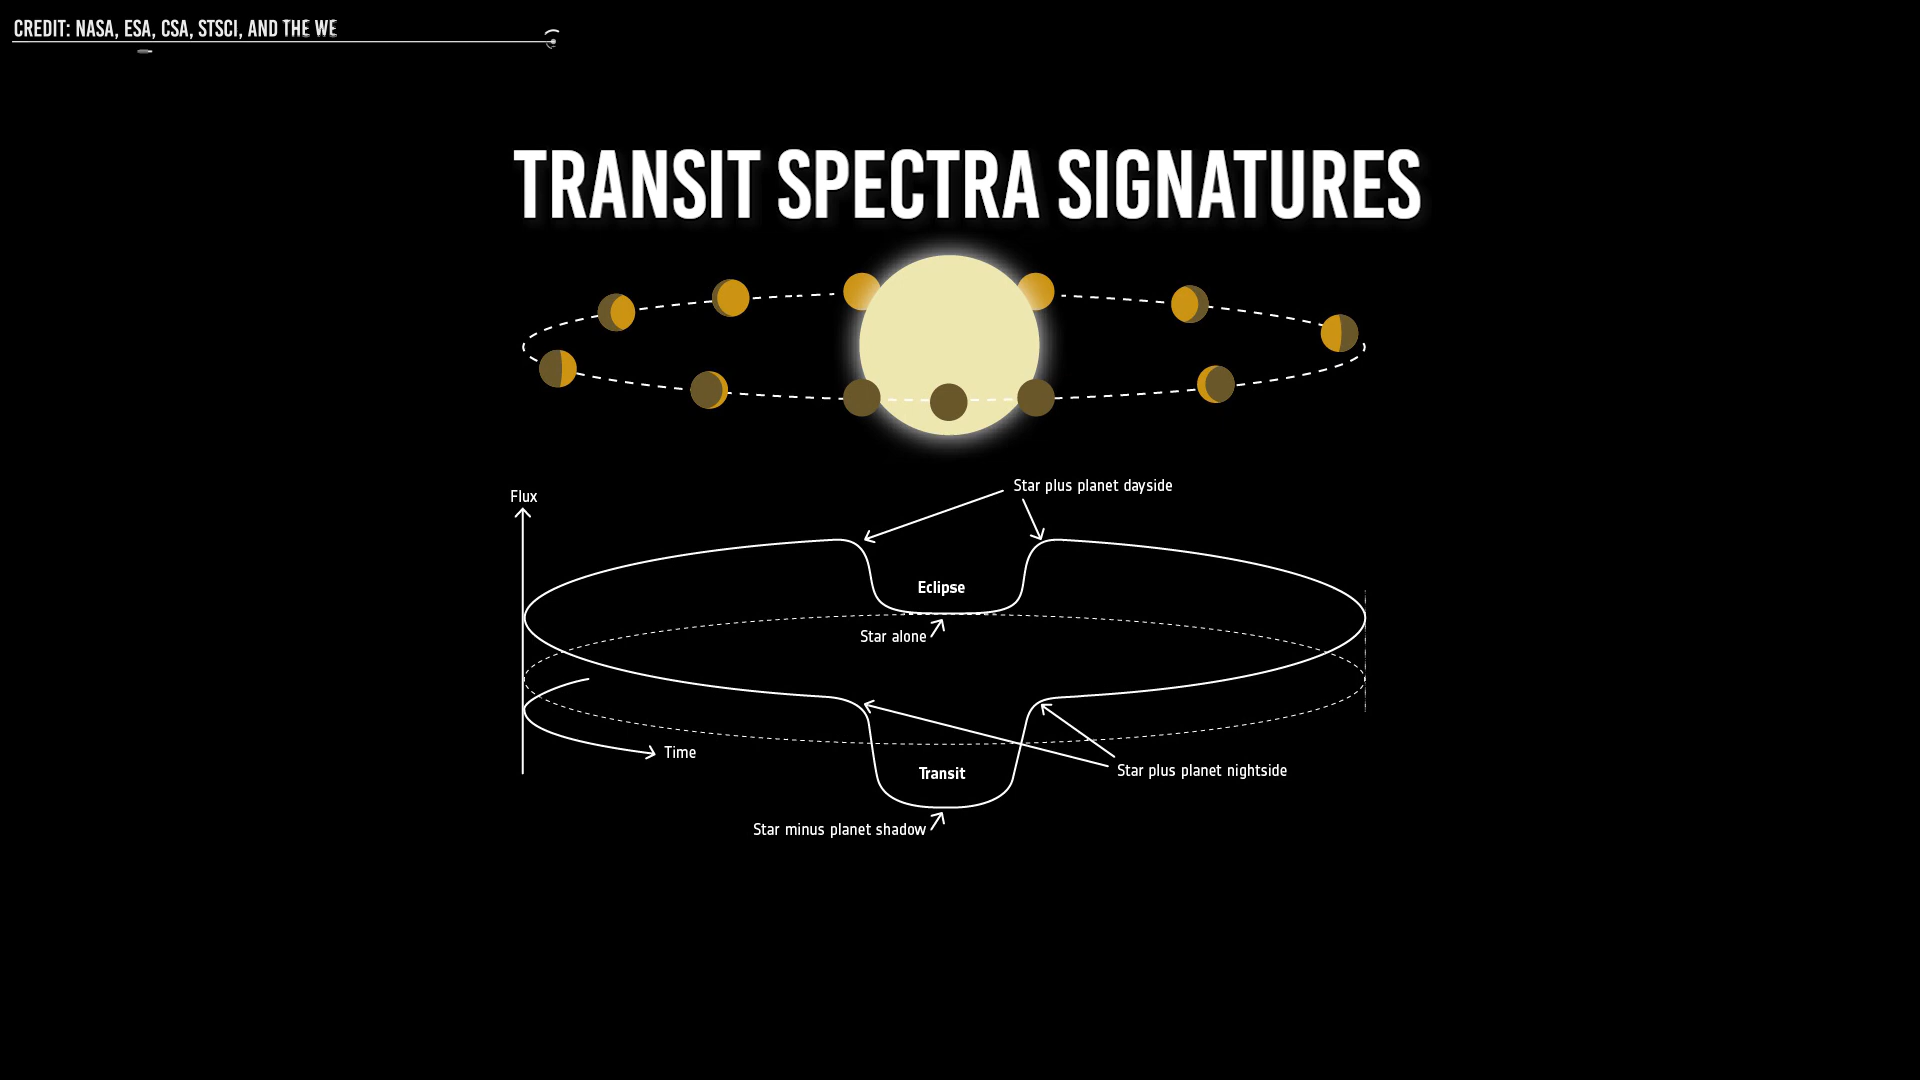 CREDIT: NASA, ESA, CSA, STSCI, AND THE WE
TRANSIT SPECTRA SIGNATURES
Flux
Star plus planet dayside
Eclipse
Star alone
Time
Transit
Star plus planet nightside
Star minus planet shadow